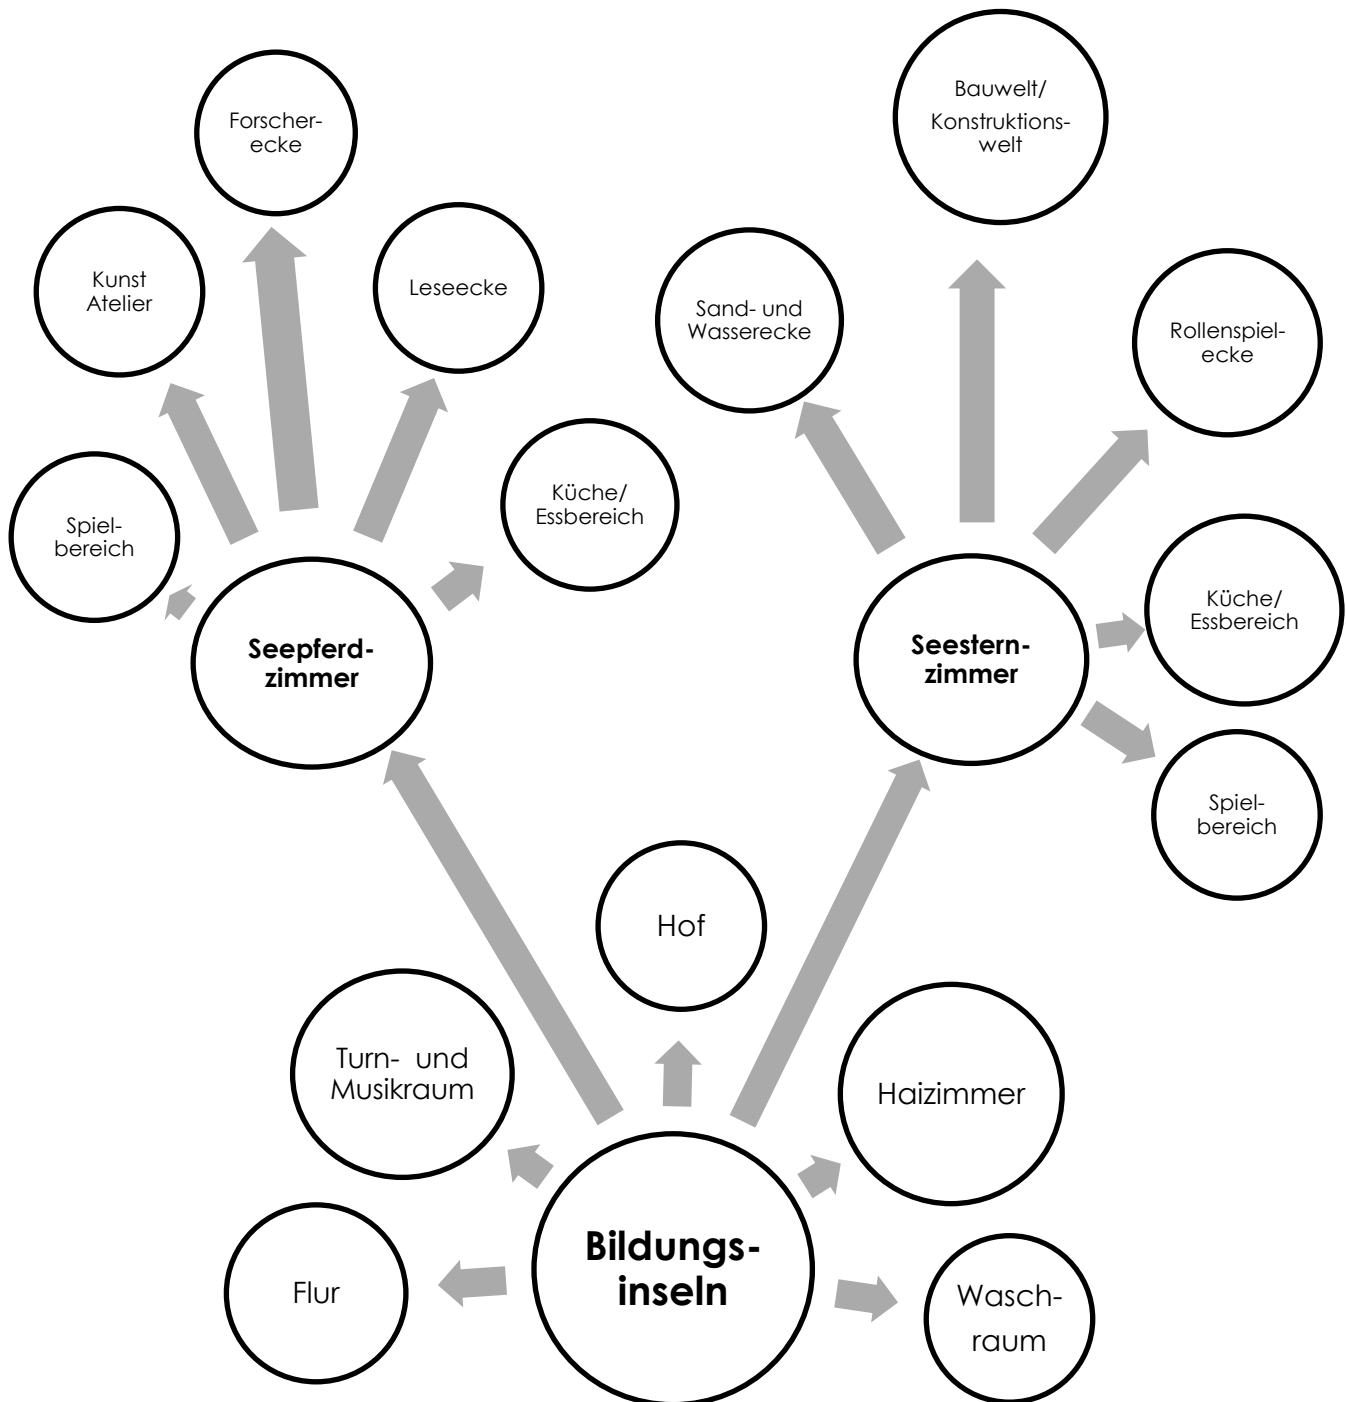 Bauwelt/
Konstruktions-
welt
Forscher-
ecke
Kunst
Atelier
Leseecke
Sand- und
Wasserecke
Rollenspiel-
ecke
Spiel-
bereich
Küche/
Essbereich
Küche/
Essbereich
Seepferd-
zimmer
Seestern-
zimmer
Spiel-
bereich
Hof
Turn- und
Musikraum
Haizimmer
Bildungs-
inseln
Flur
Wasch-
raum